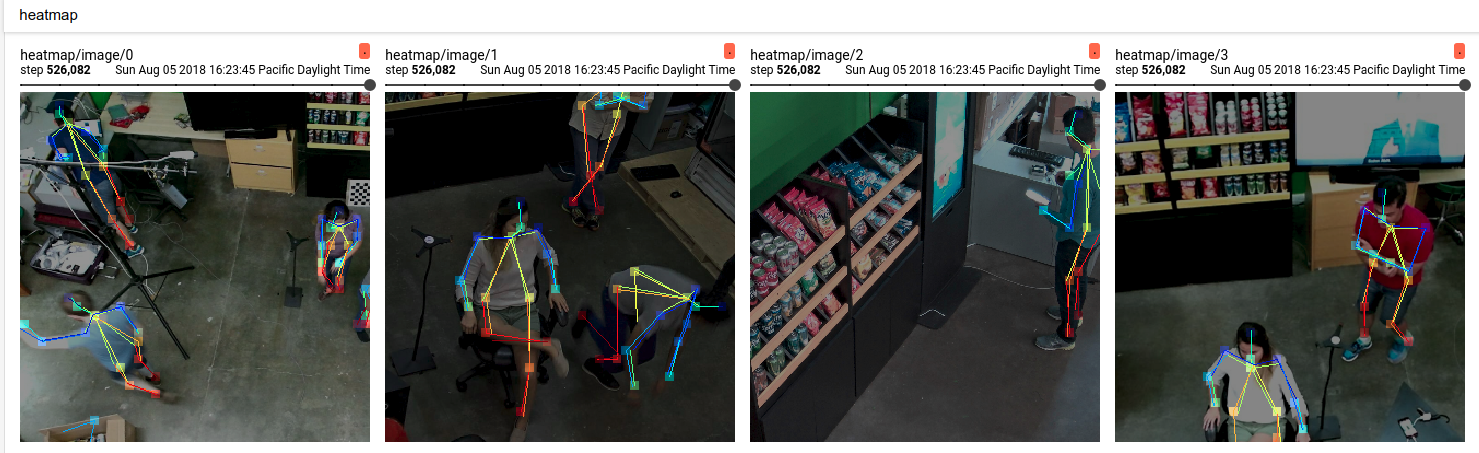 heatmap
heatmap/image/0
step 526,082 Sun Aug 05 2018 16:23:45 Pacific Daylight Time
heatmap/image/1
step 526,082 Sun Aug 05 2018 16:23:45 Pacific Daylight Time
heatmap/image/2
step 526,082 Sun Aug 05 2018 16:23:45 Pacific Daylight Time
heatmap/image/3
step 526,082 Sun Aug 05 2018 16:23:45 Pacific Daylight Time